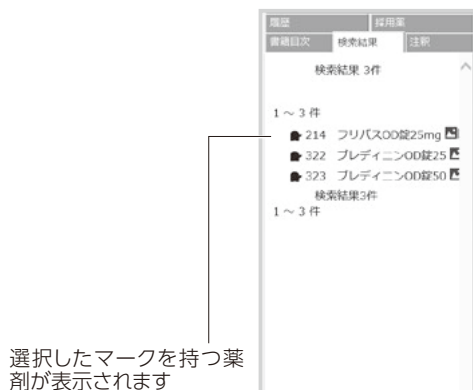 履歴
採用薬
書籍目次
検索結果
注釈
検索結果 3件
1 ～ 3 件
214 フリバスOD錠25mg
322 ブレディニンOD錠25
323 ブレディニンOD錠50
検索結果3件
1 ～ 3 件
選択したマークを持つ薬
剤が表示されます